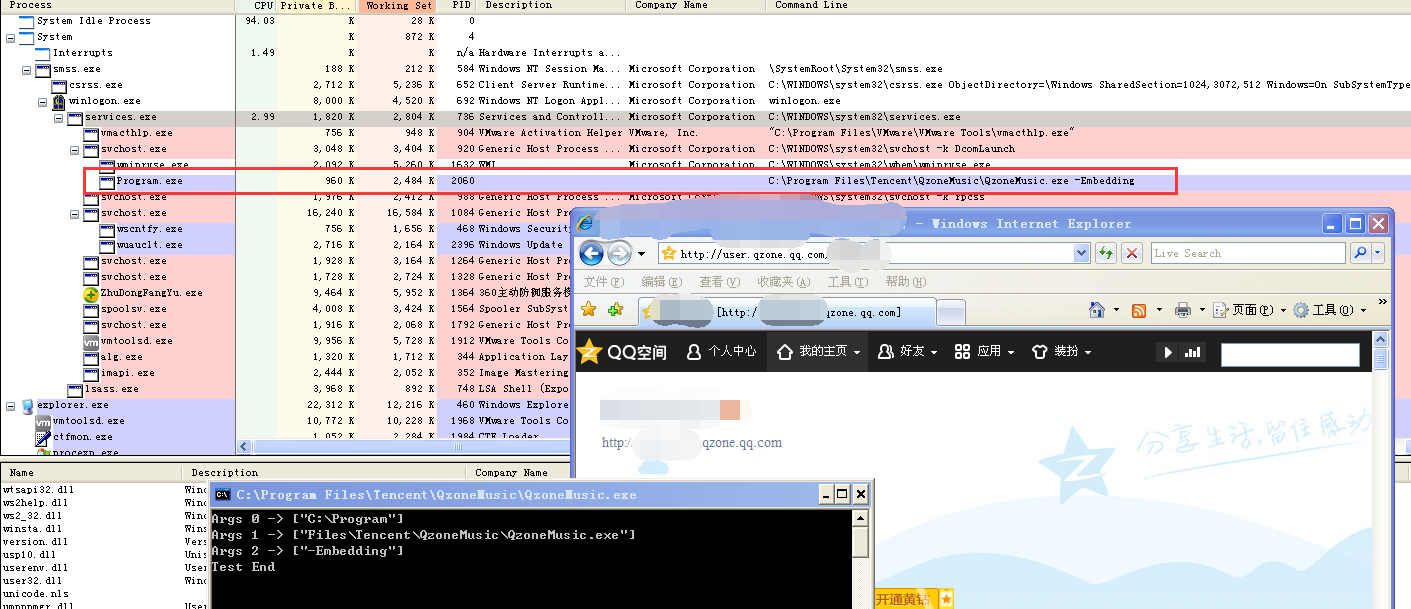 Process CPU Private B... Working Set PID Description Company Name Command Line
System Idle Process 94.03 K 28 K 0
System K 872 K 4
Interrupts 1.49 K K n/a Hardware Interrupts a...
smss.exe 188 K 212 K 584 Windows NT Session Ma... Microsoft Corporation \SystemRoot\System32\smss.exe
csrss.exe 2,712 K 5,236 K 652 Client Server Runtime... Microsoft Corporation C:\WINDOWS\system32\csrss.exe ObjectDirectory=\Windows SharedSection=1024,3072,512 Windows=On SubSystemType
winlogon.exe 8,000 K 4,520 K 692 Windows NT Logon Appl... Microsoft Corporation winlogon.exe
services.exe 2.99 1,820 K 2,804 K 736 Services and Controll... Microsoft Corporation C:\WINDOWS\system32\services.exe
vmacthlp.exe 756 K 948 K 904 VMware Activation Helper VMware, Inc. "C:\Program Files\VMware\VMware Tools\vmacthlp.exe"
svchost.exe 3,048 K 3,404 K 920 Generic Host Process ... Microsoft Corporation C:\WINDOWS\system32\svchost -k DcomLaunch
wmiprvse.exe 2,092 K 5,260 K 1632 WMI Microsoft Corporation C:\WINDOWS\system32\wbem\wmiprvse.exe
Program.exe 960 K 2,484 K 2060 C:\Program Files\Tencent\QzoneMusic\QzoneMusic.exe -Embedding
svchost.exe 1,976 K 2,412 K 988 Generic Host Process ... Microsoft Corporation C:\WINDOWS\system32\svchost -k rpcss
svchost.exe 16,240 K 16,584 K 1084 Generic Host Pr
wscntfy.exe 756 K 1,656 K 468 Windows Securit
wuauclt.exe 2,716 K 2,164 K 2396 Windows Update
svchost.exe 1,928 K 3,164 K 1264 Generic Host Pr
svchost.exe 1,728 K 2,724 K 1328 Generic Host Pr
ZhuDongFangYu.exe 9,464 K 5,952 K 1364 360主动防御服务模
spoolsv.exe 4,008 K 3,424 K 1564 Spooler SubSyst
svchost.exe 1,916 K 2,068 K 1792 Generic Host Pr
vmtoolsd.exe 9,956 K 5,728 K 1912 VMware Tools Co
alg.exe 1,320 K 1,712 K 344 Application Lay
imapi.exe 2,444 K 2,052 K 352 Image Mastering
lsass.exe 3,968 K 892 K 748 LSA Shell (Expo
explorer.exe 22,312 K 12,216 K 460 Windows Explore
vmtoolsd.exe 10,772 K 10,228 K 1968 VMware Tools Co
ctfmon.exe 1,052 K 2,284 K 1984 CTF Loader
procexp.exe
- Windows Internet Explorer
http://user.qzone.qq.com/
Live Search
文件(F) 编辑(E) 查看(V) 收藏夹(A) 工具(T) 帮助(H)
[http:/ qzone.qq.com] 页面(P) 工具(O) »
QQ空间 个人中心 我的主页 好友 应用 装扮
http:/ qzone.qq.com
分享生活,留住感动
开通黄钻
Name Description Company Name
wtsapi32.dll Winc
ws2help.dll
ws2_32.dll
winsta.dll
version.dll Vers
usp10.dll Unis
userenv.dll User
user32.dll Winc
unicode.nls
umpnpmgr.dll User
C:\Program Files\Tencent\QzoneMusic\QzoneMusic.exe
Args 0 -> ["C:\Program"]
Args 1 -> ["Files\Tencent\QzoneMusic\QzoneMusic.exe"]
Args 2 -> ["-Embedding"]
Test End